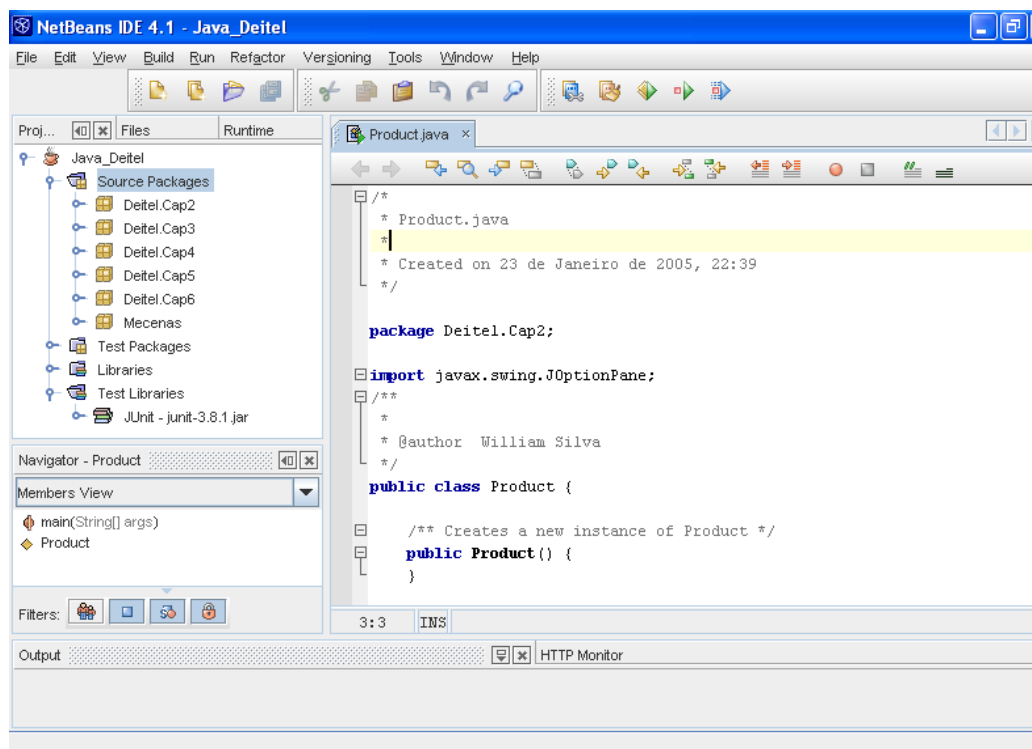 NetBeans IDE 4.1 - Java_Deitel
File Edit View Build Run Refactor Versioning Tools Window Help
Proj... Files Runtime
Java_Deitel
Source Packages
Deitel.Cap2
Deitel.Cap3
Deitel.Cap4
Deitel.Cap5
Deitel.Cap6
Mecenas
Test Packages
Libraries
Test Libraries
JUnit - junit-3.8.1.jar
Navigator - Product
Members View
main(String[] args)
Product
Filters:
Product.java
/*
* Product.java
*
* Created on 23 de Janeiro de 2005, 22:39
*/
package Deitel.Cap2;
import javax.swing.JOptionPane;
/**
*
* @author William Silva
*/
public class Product {
/** Creates a new instance of Product */
public Product() {
}
3:3 INS
Output HTTP Monitor